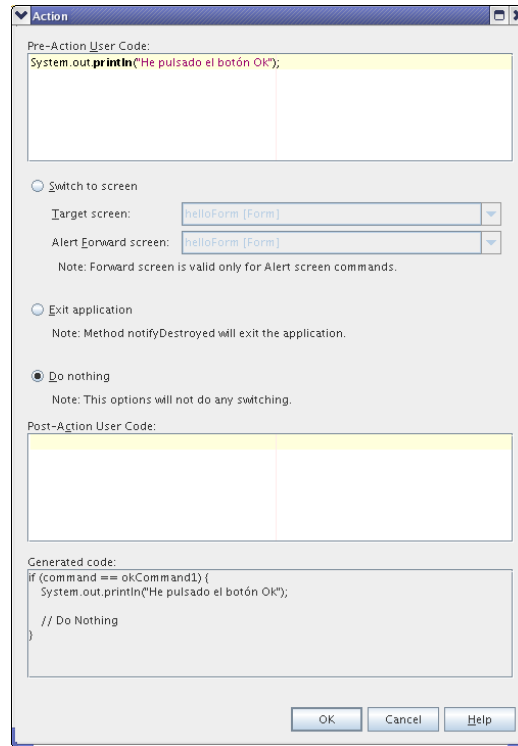 Action
Pre-Action User Code:
System.out.println("He pulsado el botón Ok");
Switch to screen
Target screen: helloForm [Form]
Alert Forward screen: helloForm [Form]
Note: Forward screen is valid only for Alert screen commands.
Exit application
Note: Method notifyDestroyed will exit the application.
Do nothing
Note: This options will not do any switching.
Post-Action User Code:
Generated code:
if (command == okCommand1) {
System.out.println("He pulsado el botón Ok");
// Do Nothing
}
OK Cancel Help